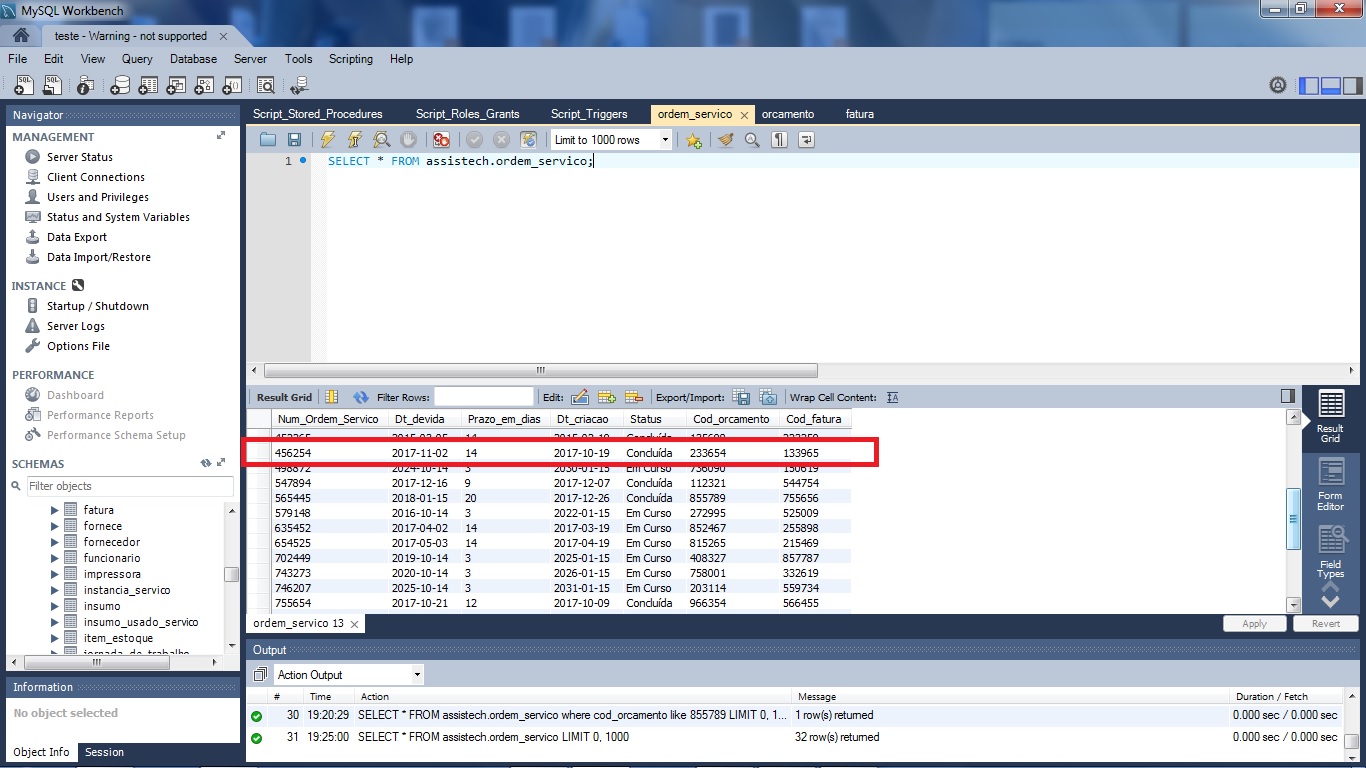 MySQL Workbench
teste - Warning - not supported
File Edit View Query Database Server Tools Scripting Help
Navigator
MANAGEMENT
Server Status
Client Connections
Users and Privileges
Status and System Variables
Data Export
Data Import/Restore
INSTANCE
Startup / Shutdown
Server Logs
Options File
PERFORMANCE
Dashboard
Performance Reports
Performance Schema Setup
SCHEMAS
Filter objects
fatura
fornece
fornecedor
funcionario
impressora
instancia_servico
insumo
insumo_usado_servico
item_estoque
jornada_de_trabalho
Information
No object selected
Object Info Session
Script_Stored_Procedures Script_Roles_Grants Script_Triggers ordem_servico orcamento fatura
Limit to 1000 rows
1 SELECT * FROM assistech.ordem_servico;
Result Grid Filter Rows: Edit: Export/Import: Wrap Cell Content: IA
Num_Ordem_Servico Dt_devida Prazo_em_dias Dt_criacao Status Cod_orcamento Cod_fatura
456254 2017-11-02 14 2017-10-19 Concluída 233654 133965
498872 2024-10-14 3 2030-01-15 Em Curso 736090 150619
547894 2017-12-16 9 2017-12-07 Concluída 112321 544754
565445 2018-01-15 20 2017-12-26 Concluída 855789 755656
579148 2016-10-14 3 2022-01-15 Em Curso 272995 525009
635452 2017-04-02 14 2017-03-19 Em Curso 852467 255898
654525 2017-05-03 14 2017-04-19 Em Curso 815265 215469
702449 2019-10-14 3 2025-01-15 Em Curso 408327 857787
743273 2020-10-14 3 2026-01-15 Em Curso 758001 332619
746207 2025-10-14 3 2031-01-15 Em Curso 203114 559734
755654 2017-10-21 12 2017-10-09 Concluída 966354 566455
Result
Grid
Form
Editor
Field
Types
ordem_servico 13
Apply Revert
Output
Action Output
# Time Action Message Duration / Fetch
30 19:20:29 SELECT * FROM assistech.ordem_servico where cod_orcamento like 855789 LIMIT 0, 1... 1 row(s) returned 0.000 sec / 0.000 sec
31 19:25:00 SELECT * FROM assistech.ordem_servico LIMIT 0, 1000 32 row(s) returned 0.000 sec / 0.000 sec